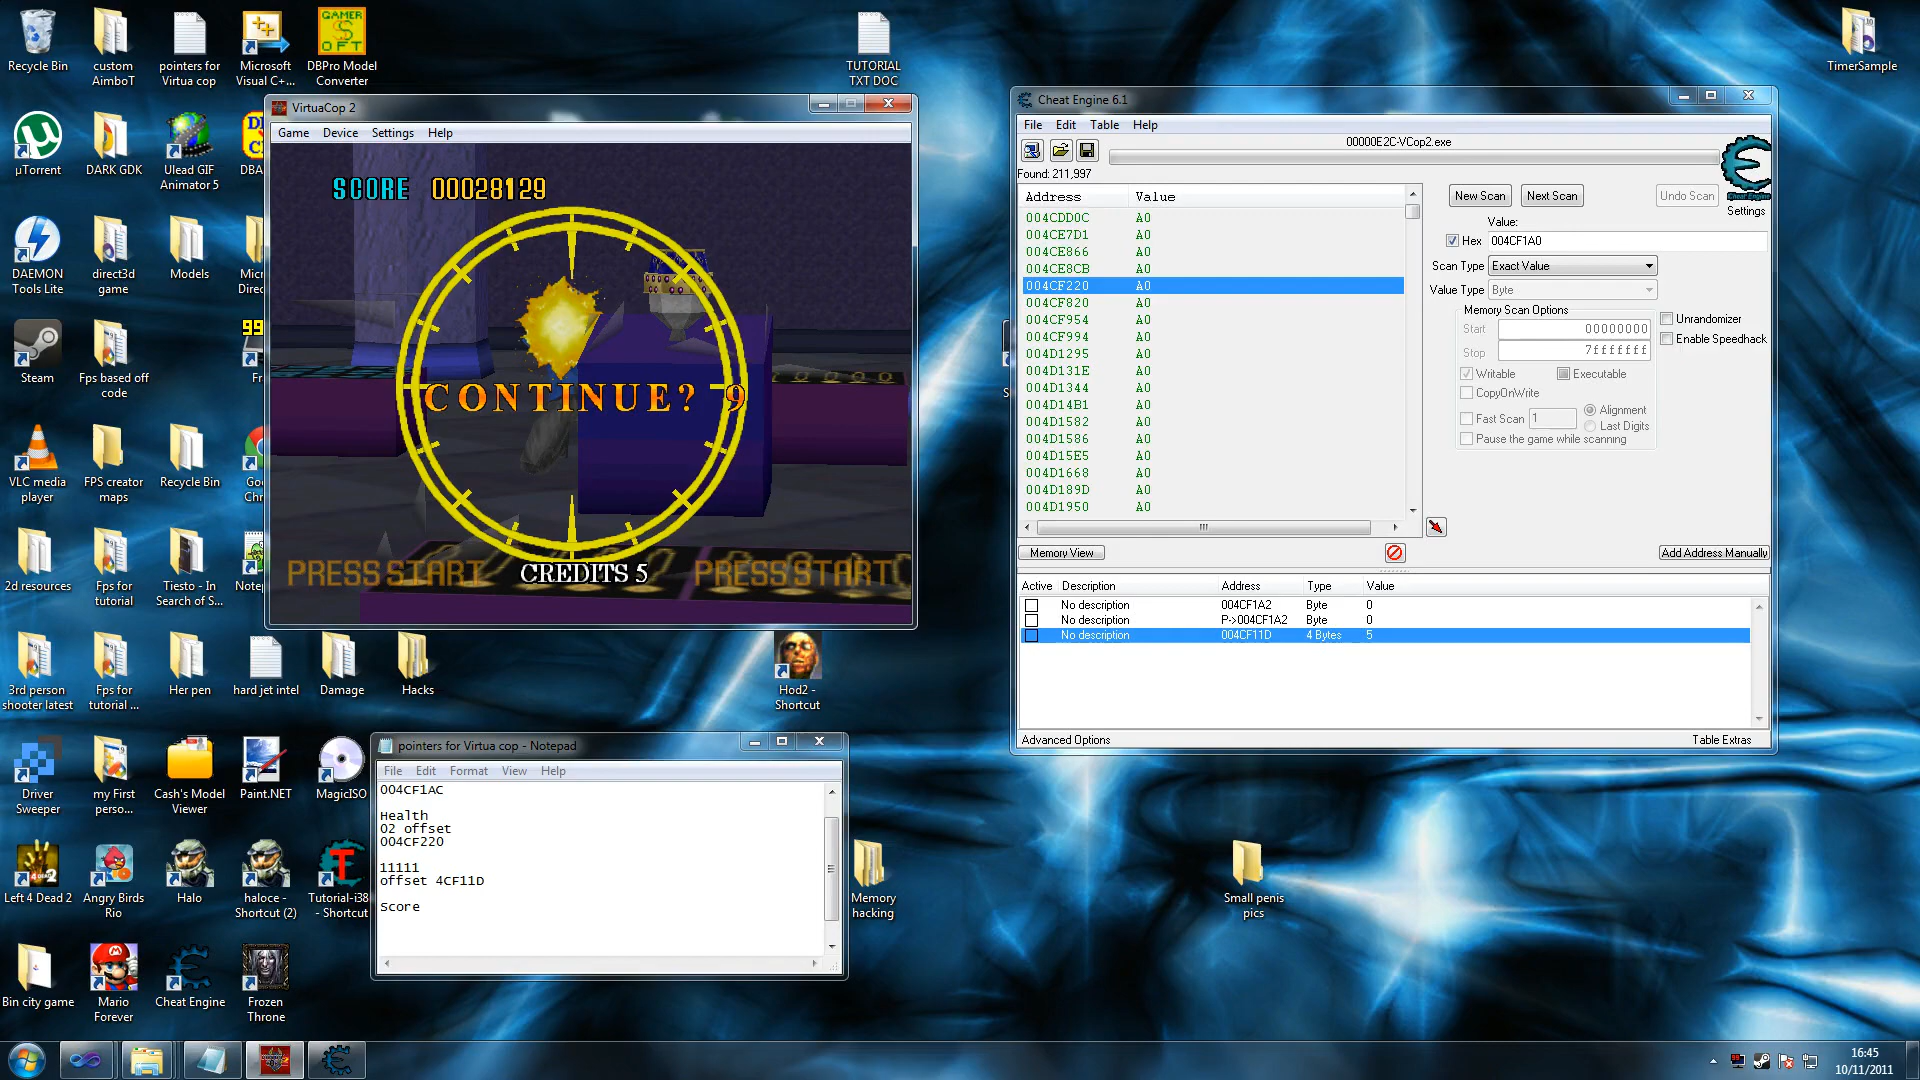 Recycle Bin
custom AimboT
pointers for Virtua cop
Microsoft Visual C+...
GAMER
$
OFT
DBPro Model Converter
TUTORIAL TXT DOC
TimerSample
µTorrent
DARK GDK
Ulead GIF Animator 5
DBA
DAEMON Tools Lite
direct3d game
Models
Micr
Direc
Steam
Fps based off code
99
Fr
VLC media player
FPS creator maps
Recycle Bin
Goo
Chr
2d resources
Fps for tutorial
Tiesto - In Search of S...
Notep
3rd person shooter latest
Fps for tutorial ...
Her pen
hard jet intel
Damage
Hacks
Hod2 - Shortcut
Driver Sweeper
my First perso...
Cash's Model Viewer
Paint.NET
MagicISO
Left 4 Dead 2
Angry Birds Rio
Halo
haloce - Shortcut (2)
Tutorial-i38 - Shortcut
Memory hacking
Small penis pics
Bin city game
Mario Forever
Cheat Engine
Frozen Throne
VirtuaCop 2
Game Device Settings Help
SCORE 00028129
CONTINUE? 9
PRESS START CREDITS 5 PRESS START
pointers for Virtua cop - Notepad
File Edit Format View Help
004CF1AC
Health
02 offset
004CF220
11111
offset 4CF11D
Score
Cheat Engine 6.1
File Edit Table Help
00000E2C-VCop2.exe
Found: 211,997
Address Value
004CDD0C A0
004CE7D1 A0
004CE866 A0
004CE8CB A0
004CF220 A0
004CF820 A0
004CF954 A0
004CF994 A0
004D1295 A0
004D131E A0
004D1344 A0
004D14B1 A0
004D1582 A0
004D1586 A0
004D15E5 A0
004D1668 A0
004D189D A0
004D1950 A0
New Scan Next Scan Undo Scan
Cheat Engine
Settings
Value:
Hex 004CF1A0
Scan Type Exact Value
Value Type Byte
Memory Scan Options
Start 00000000
Stop 7fffffff
Writable Executable
CopyOnWrite
Fast Scan 1 Alignment
Last Digits
Pause the game while scanning
Unrandomizer
Enable Speedhack
Memory View Add Address Manually
Active Description Address Type Value
No description 004CF1A2 Byte 0
No description P->004CF1A2 Byte 0
No description 004CF11D 4 Bytes 5
Advanced Options Table Extras
16:45
10/11/2011